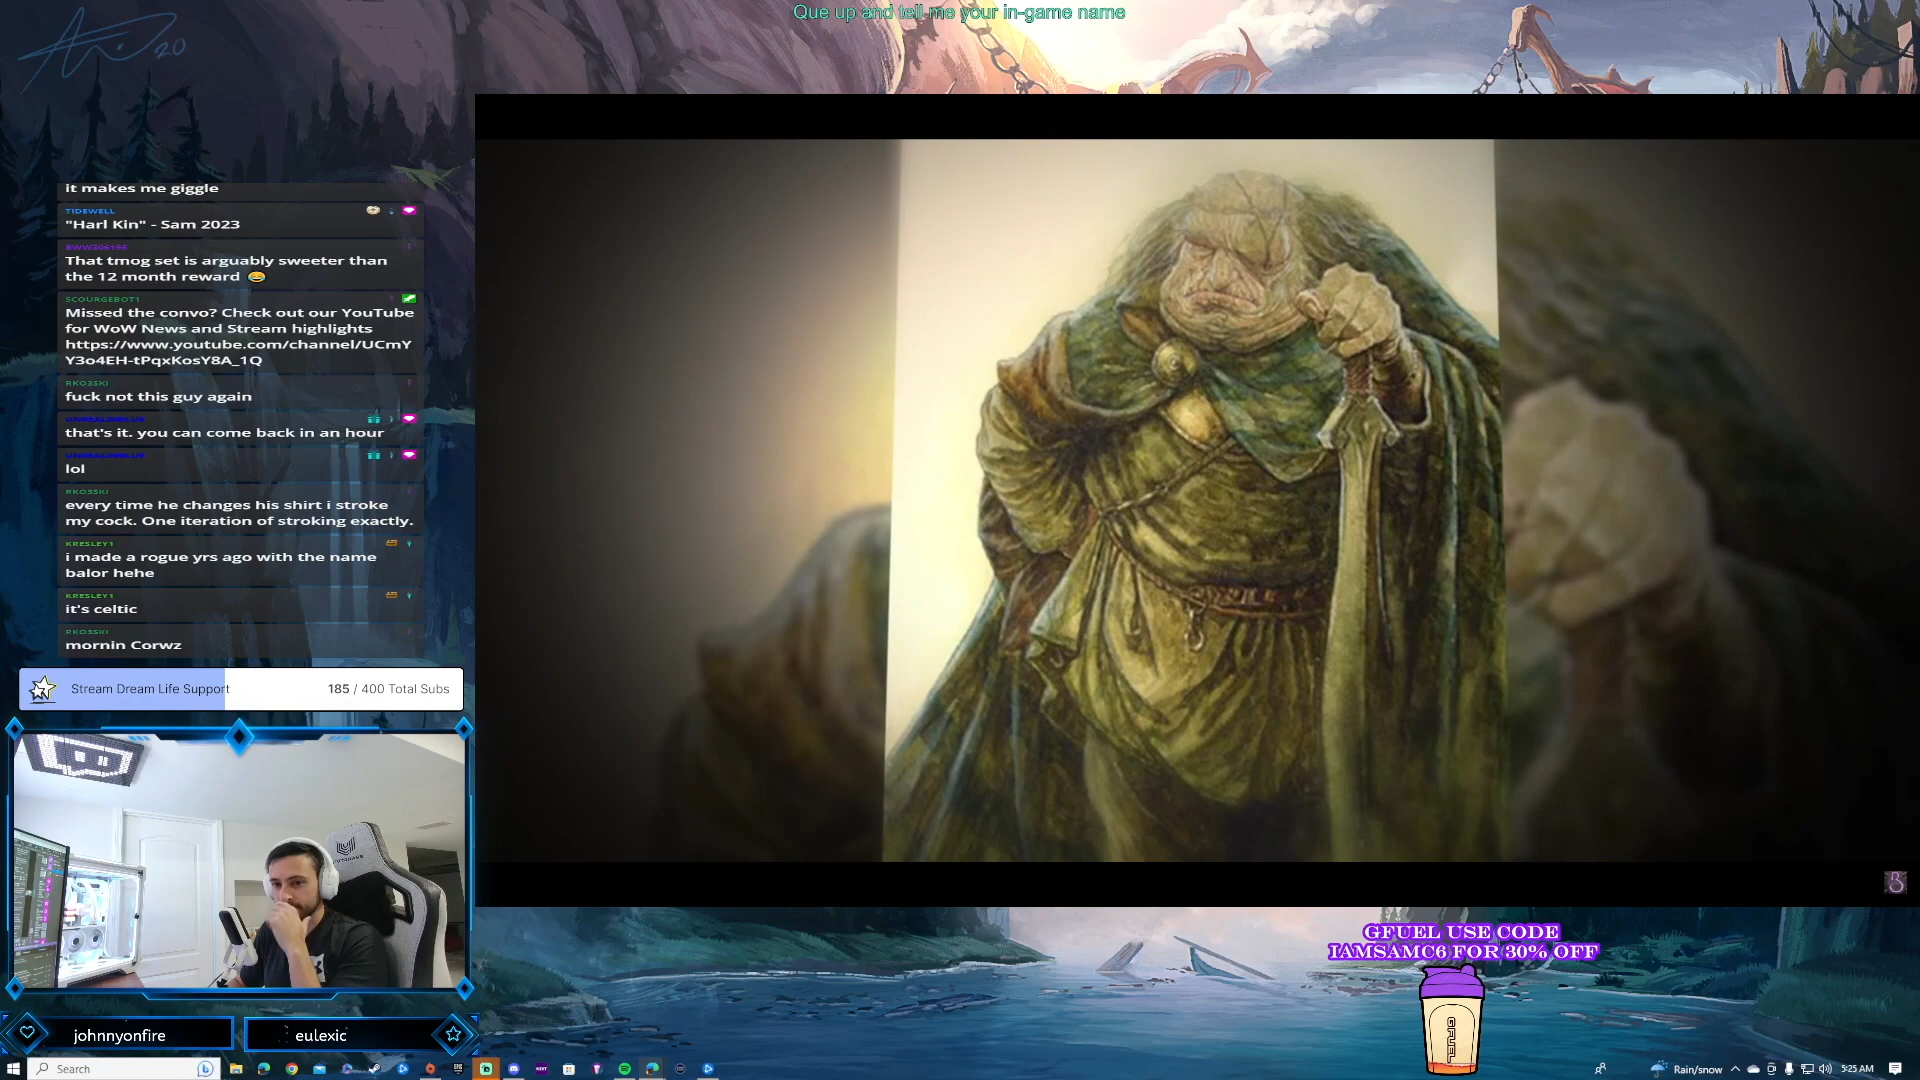 Que up and tell me your in-game name
20
it makes me giggle
TIDEWELL
"Harl Kin" - Sam 2023
BWW306195
That tmog set is arguably sweeter than
the 12 month reward 😂
SCOURGEBOT1
Missed the convo? Check out our YouTube
for WoW News and Stream highlights
https://www.youtube.com/channel/UCmY
Y3o4EH-tPqxKosY8A_1Q
RKO3SKI
fuck not this guy again
that's it. you can come back in an hour
lol
RKO3SKI
every time he changes his shirt i stroke
my cock. One iteration of stroking exactly.
KRESLEY1
i made a rogue yrs ago with the name
balor hehe
KRESLEY1
it's celtic
RKO3SKI
mornin Corwz
Stream Dream Life Support 185 / 400 Total Subs
GFUEL USE CODE
IAMSAMC6 FOR 30% OFF
GFUEL
johnnyonfire
eulexic
Search
Rain/snow
5:25 AM